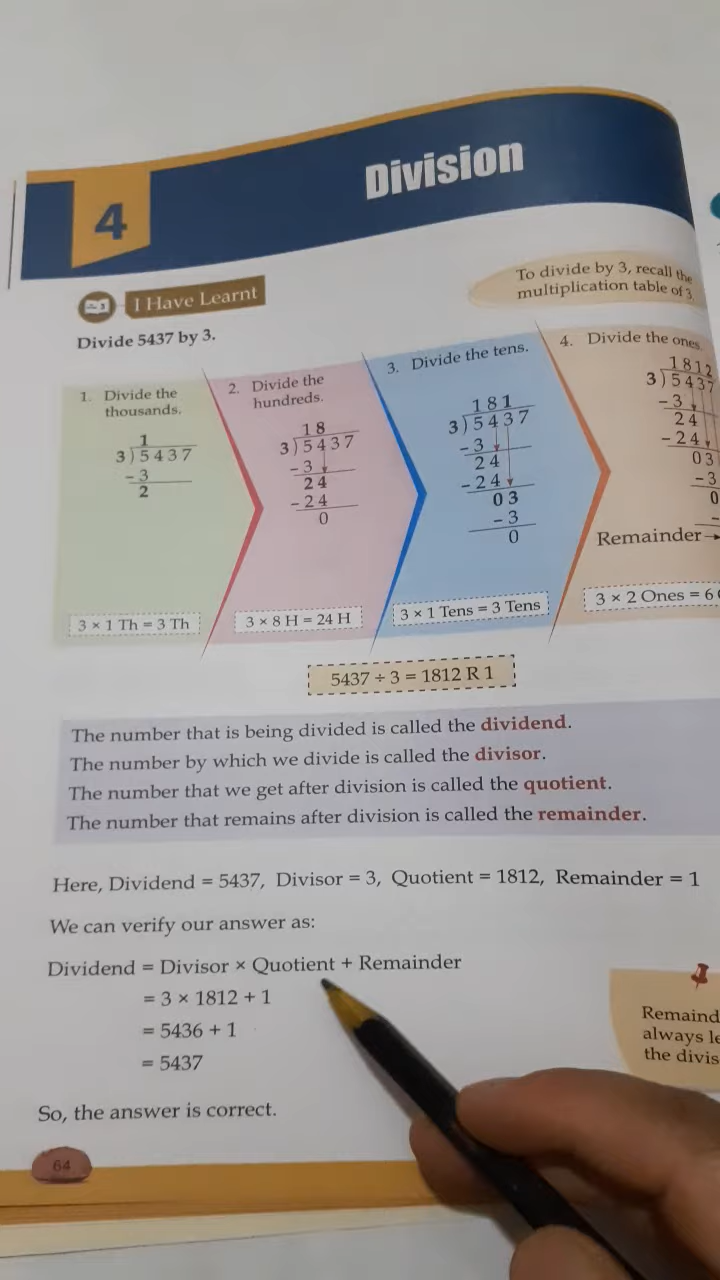 4
Division
I Have Learnt
To divide by 3, recall the
multiplication table of 3
Divide 5437 by 3.
1. Divide the
thousands.
1
3)5437
-3
2
3 × 1 Th = 3 Th
2. Divide the
hundreds.
18
3)5437
-3
24
-24
0
3 × 8 H = 24 H
3. Divide the tens.
181
3)5437
-3
24
-24
03
-3
0
3 × 1 Tens = 3 Tens
4. Divide the ones
1812
3)5437
-3
24
-24
03
-3
0
-
Remainder→
3 × 2 Ones = 6
5437 ÷ 3 = 1812 R 1
The number that is being divided is called the dividend.
The number by which we divide is called the divisor.
The number that we get after division is called the quotient.
The number that remains after division is called the remainder.
Here, Dividend = 5437, Divisor = 3, Quotient = 1812, Remainder = 1
We can verify our answer as:
Dividend = Divisor × Quotient + Remainder
= 3 × 1812 + 1
= 5436 + 1
= 5437
So, the answer is correct.
Remaind
always le
the divis
64